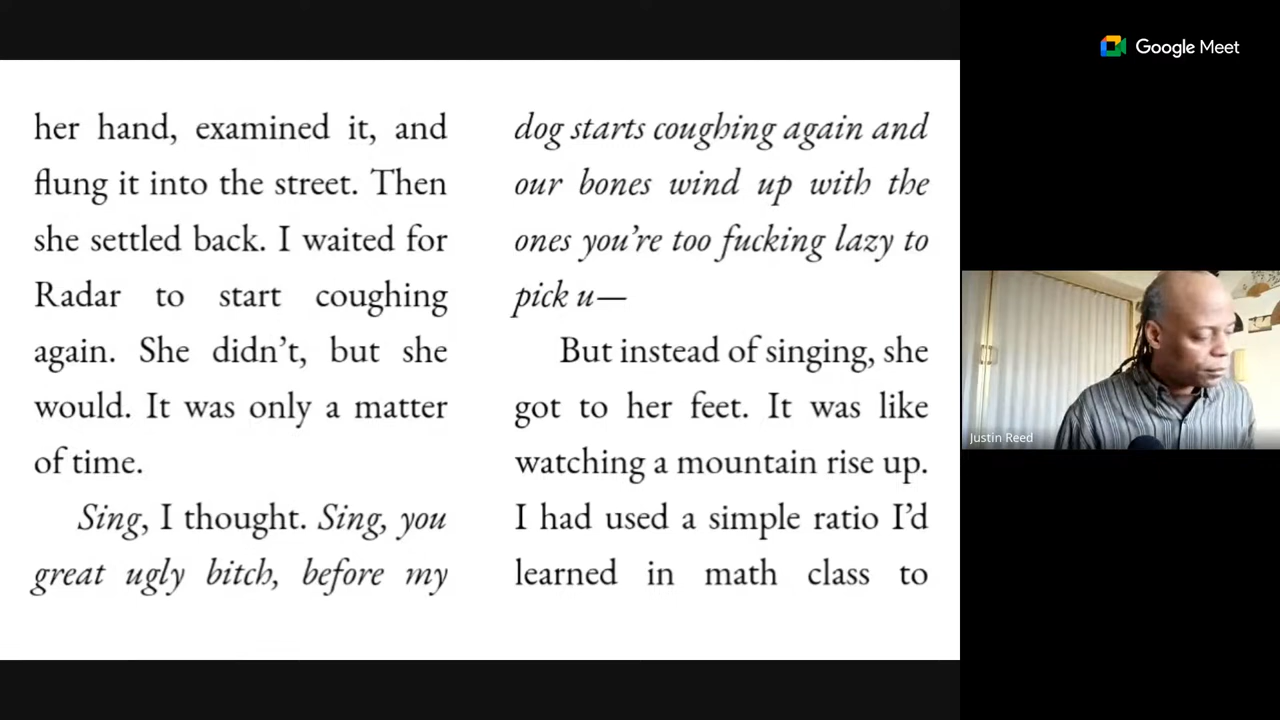 her hand, examined it, and
flung it into the street. Then
she settled back. I waited for
Radar to start coughing
again. She didn’t, but she
would. It was only a matter
of time.
Sing, I thought. Sing, you
great ugly bitch, before my
dog starts coughing again and
our bones wind up with the
ones you’re too fucking lazy to
pick u—
But instead of singing, she
got to her feet. It was like
watching a mountain rise up.
I had used a simple ratio I’d
learned in math class to
Google Meet
Justin Reed